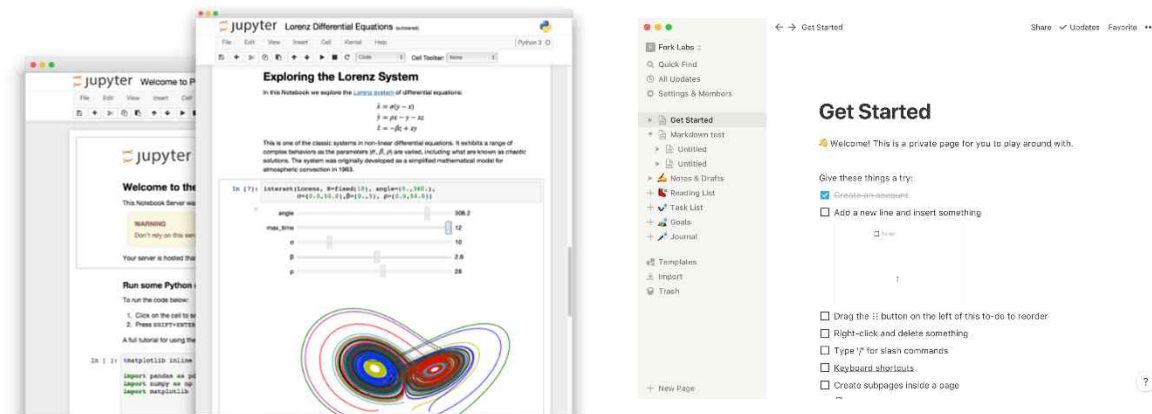 jupyter Welcome to P
File Edit View Insert Cell
jupyter
Welcome to the
This Notebook Server was
WARNING
Don't rely on this serv
Your server is hosted tha
Run some Python
To run the code below:
1. Click on the cell to se
2. Press SHIFT+ENTER
A full tutorial for using the
In [ ]: %matplotlib inline
import pandas as pd
import numpy as np
import matplotlib
jupyter Lorenz Differential Equations (autosaved)
File Edit View Insert Cell Kernel Help
Python 3
Code Cell Toolbar: None
Exploring the Lorenz System
In this Notebook we explore the Lorenz system of differential equations:
ẋ = σ(y − x)
ẏ = ρx − y − xz
ż = −βz + xy
This is one of the classic systems in non-linear differential equations. It exhibits a range of
complex behaviors as the parameters (σ, β, ρ) are varied, including what are known as chaotic
solutions. The system was originally developed as a simplified mathematical model for
atmospheric convection in 1963.
In [7]: interact(Lorenz, N=fixed(10), angle=(0.,360.),
σ=(0.0,50.0),β=(0.,5), ρ=(0.0,50.0))
angle 308.2
max_time 12
σ 10
β 2.6
ρ 28
Fork Labs
Quick Find
All Updates
Settings & Members
Get Started
Markdown test
Untitled
Untitled
Notes & Drafts
Reading List
Task List
Goals
Journal
Templates
Import
Trash
+ New Page
← → Get Started
Share ✓ Updates Favorite
Get Started
👋 Welcome! This is a private page for you to play around with.
Give these things a try:
Create an account
Add a new line and insert something
To-do
Drag the ⋮⋮ button on the left of this to-do to reorder
Right-click and delete something
Type '/' for slash commands
Keyboard shortcuts
Create subpages inside a page
?